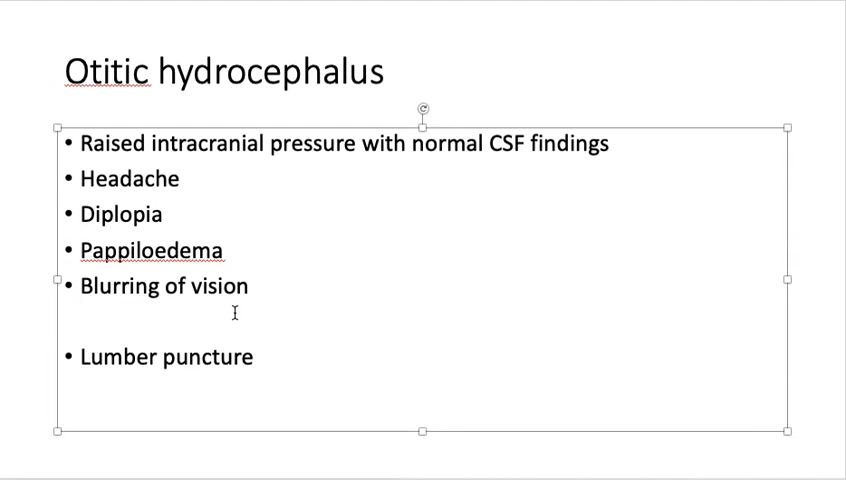 Otitic hydrocephalus
• Raised intracranial pressure with normal CSF findings
• Headache
• Diplopia
• Pappiloedema
• Blurring of vision
• Lumber puncture